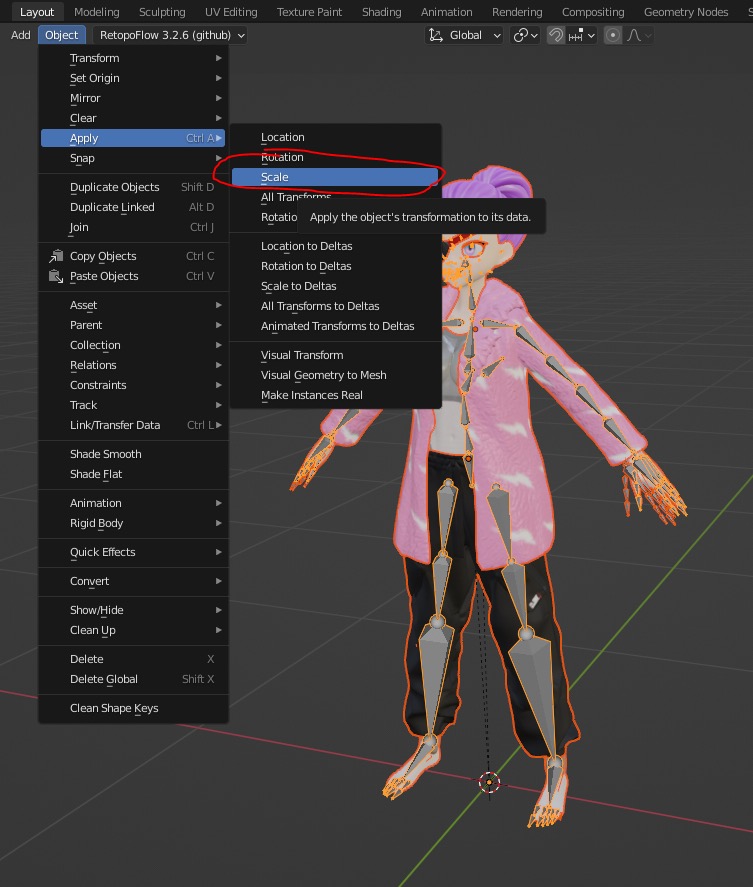 Layout Modeling Sculpting UV Editing Texture Paint Shading Animation Rendering Compositing Geometry Nodes
Add Object RetopoFlow 3.2.6 (github) Global
Transform
Set Origin
Mirror
Clear
Apply Ctrl A
Snap
Duplicate Objects Shift D
Duplicate Linked Alt D
Join Ctrl J
Copy Objects Ctrl C
Paste Objects Ctrl V
Asset
Parent
Collection
Relations
Constraints
Track
Link/Transfer Data Ctrl L
Shade Smooth
Shade Flat
Animation
Rigid Body
Quick Effects
Convert
Show/Hide
Clean Up
Delete X
Delete Global Shift X
Clean Shape Keys
Location
Rotation
Scale
All Transforms
Rotatio
Apply the object's transformation to its data.
Location to Deltas
Rotation to Deltas
Scale to Deltas
All Transforms to Deltas
Animated Transforms to Deltas
Visual Transform
Visual Geometry to Mesh
Make Instances Real